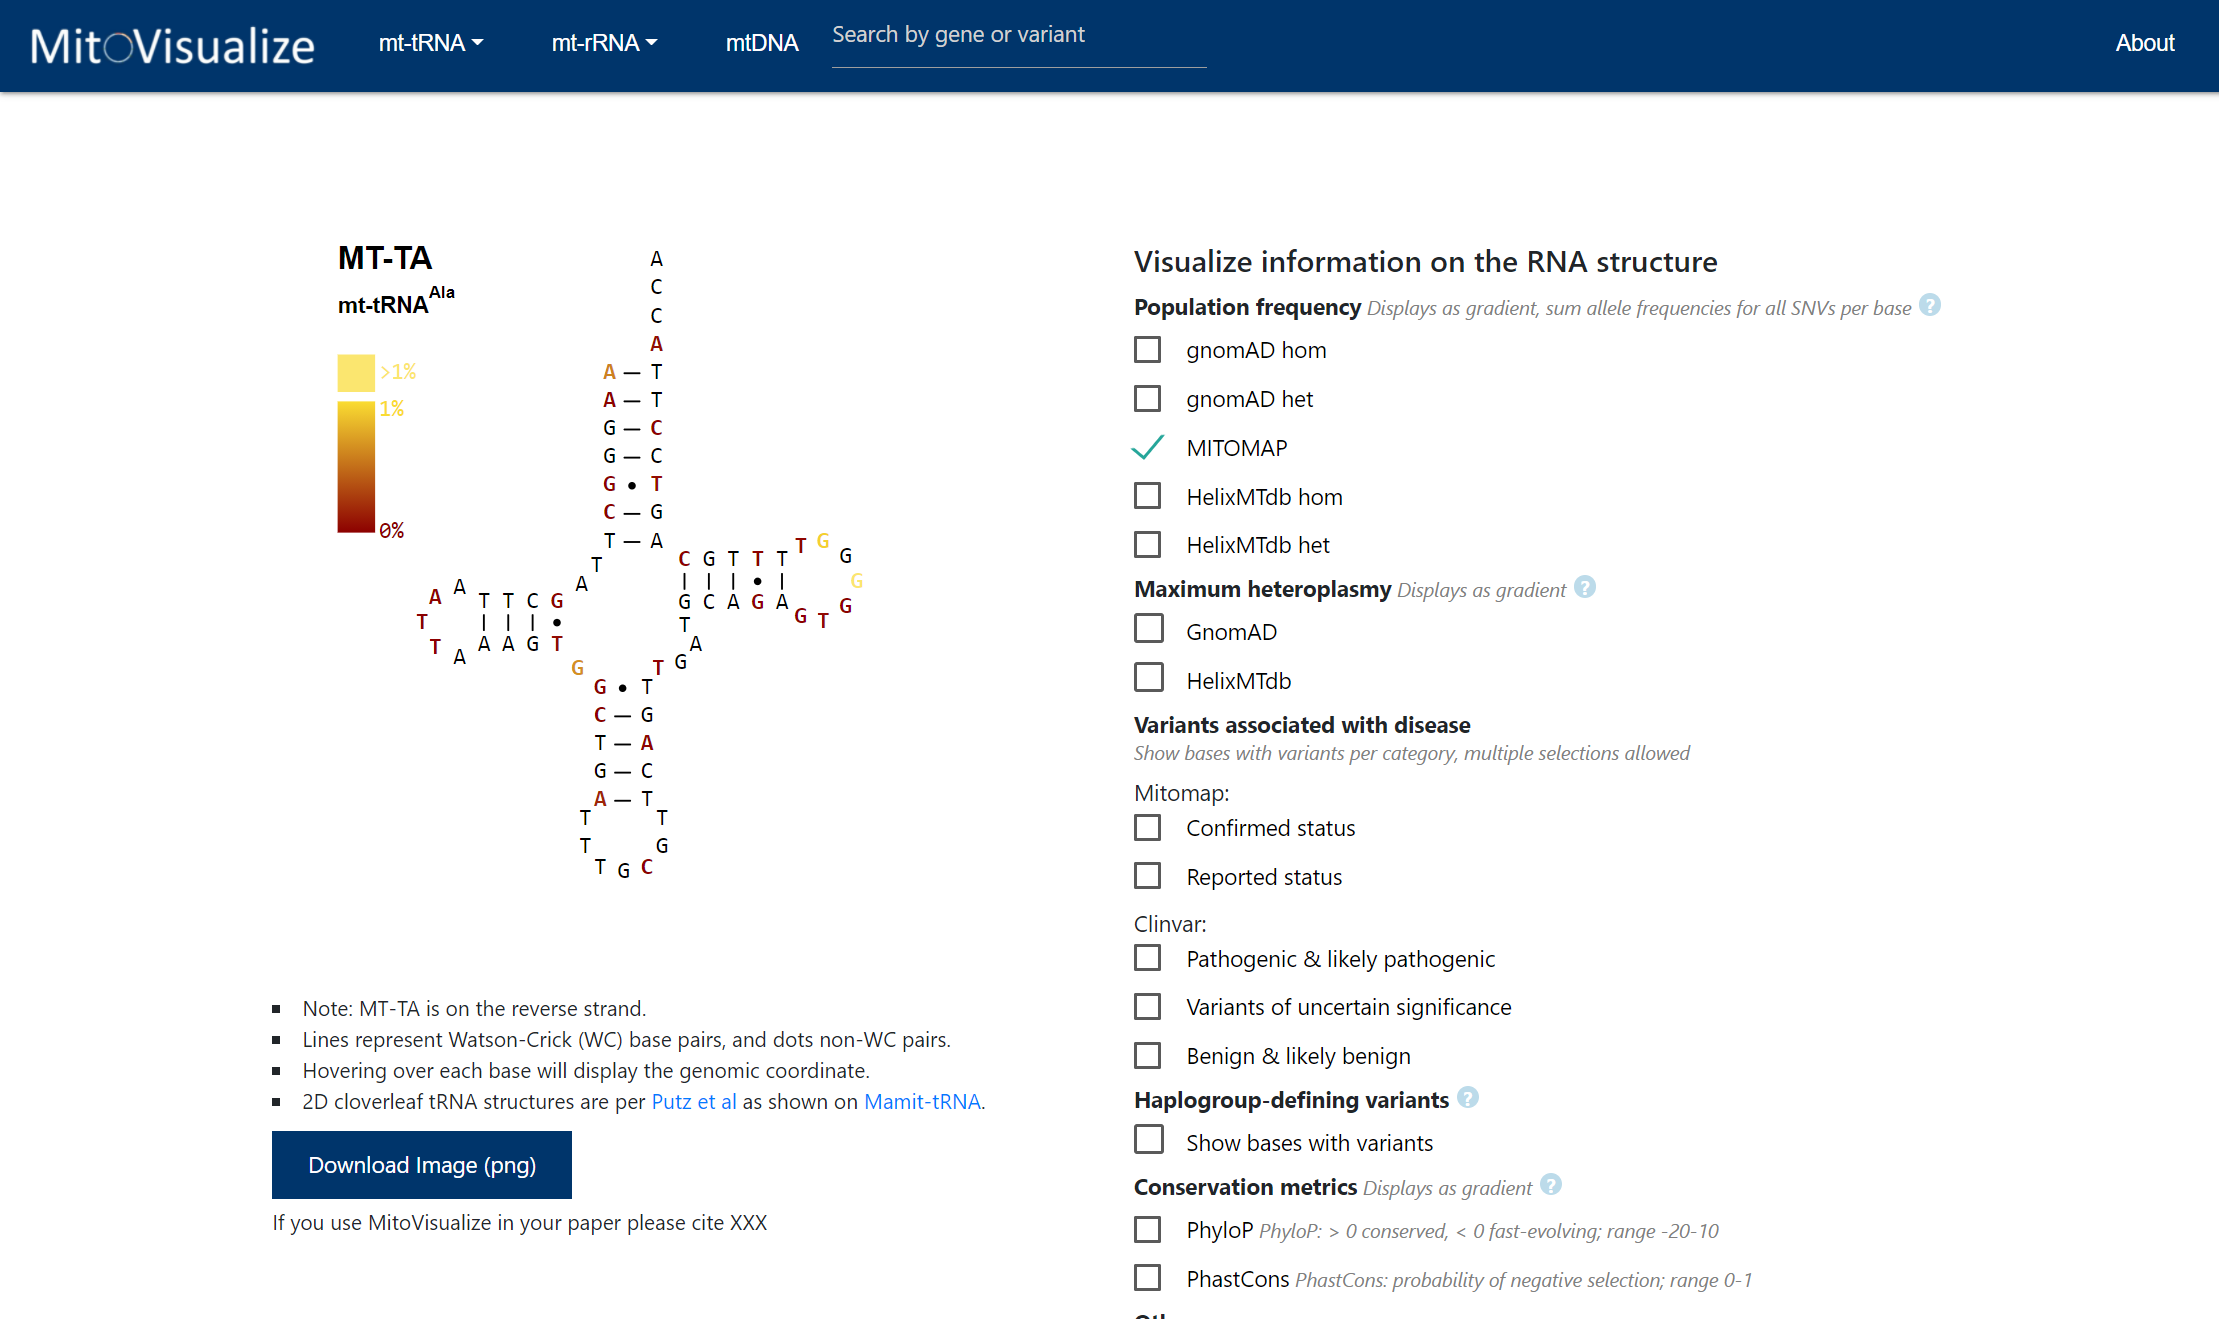 MitoVisualize mt-tRNA mt-rRNA mtDNA Search by gene or variant About
MT-TA
mt-tRNAAla
>1%
1%
0%
A
C
C
A
A T
A T
G C
G C
G T
C G
T A
T
A
C G T T T T G G
G
G C A G A G T G
T
A
G
A A T T C G
T
T A A A G T
G
T
G T
C G
T A
G C
A T
T T
T G
T G C
Note: MT-TA is on the reverse strand.
Lines represent Watson-Crick (WC) base pairs, and dots non-WC pairs.
Hovering over each base will display the genomic coordinate.
2D cloverleaf tRNA structures are per Putz et al as shown on Mamit-tRNA.
Download Image (png)
If you use MitoVisualize in your paper please cite XXX
Visualize information on the RNA structure
Population frequency Displays as gradient, sum allele frequencies for all SNVs per base ?
gnomAD hom
gnomAD het
MITOMAP
HelixMTdb hom
HelixMTdb het
Maximum heteroplasmy Displays as gradient ?
GnomAD
HelixMTdb
Variants associated with disease
Show bases with variants per category, multiple selections allowed
Mitomap:
Confirmed status
Reported status
Clinvar:
Pathogenic & likely pathogenic
Variants of uncertain significance
Benign & likely benign
Haplogroup-defining variants ?
Show bases with variants
Conservation metrics Displays as gradient ?
PhyloP PhyloP: > 0 conserved, < 0 fast-evolving; range -20-10
PhastCons PhastCons: probability of negative selection; range 0-1